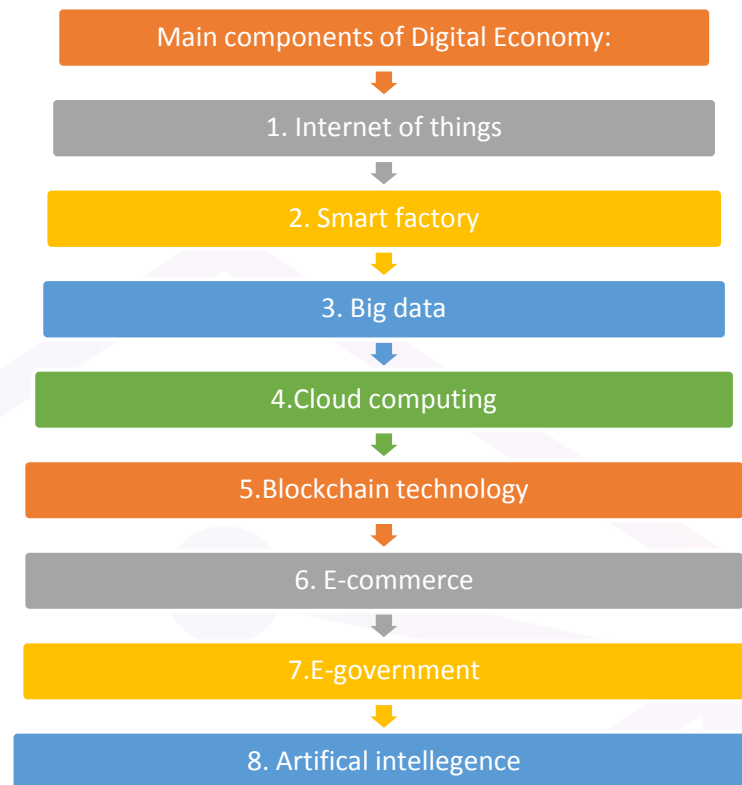 Main components of Digital Economy:
1. Internet of things
2. Smart factory
3. Big data
4.Cloud computing
5.Blockchain technology
6. E-commerce
7.E-government
8. Artifical intellegence